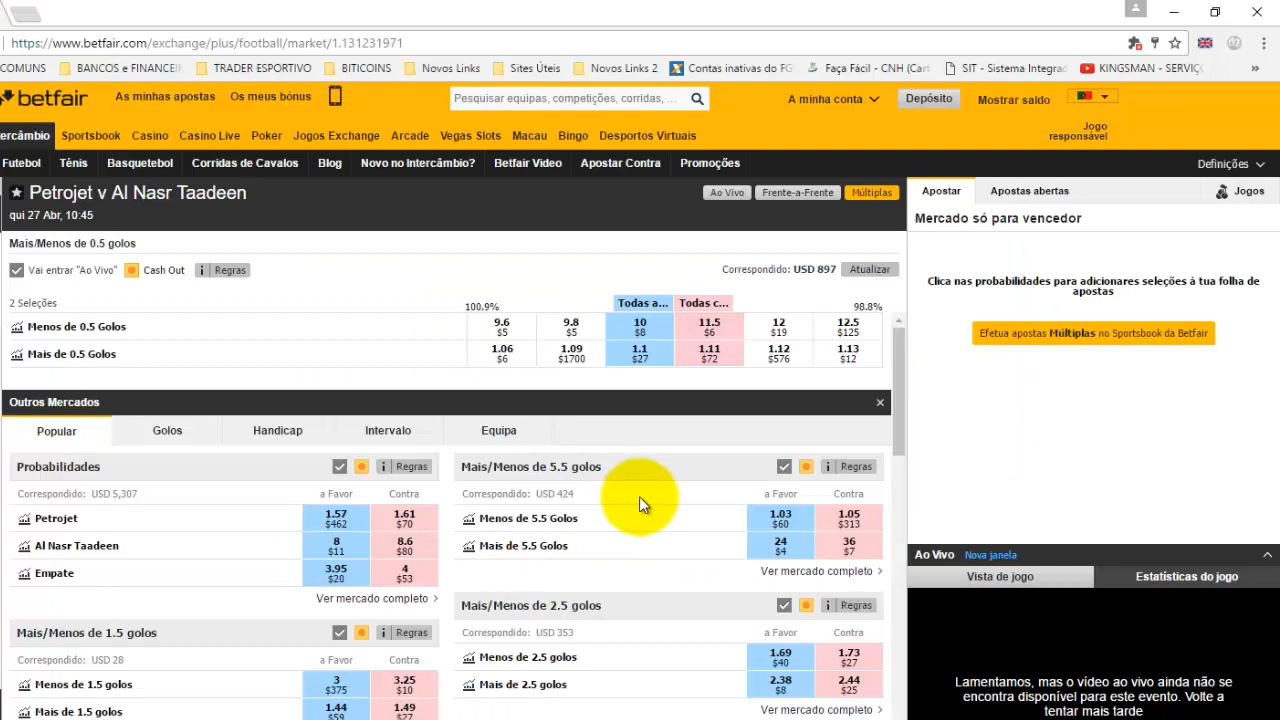 https://www.betfair.com/exchange/plus/football/market/1.131231971
COMUNS BANCOS e FINANCEIR TRADER ESPORTIVO BITICOINS Novos Links Sites Úteis Novos Links 2 Contas inativas do FG Faça Fácil - CNH (Cart SIT - Sistema Integrad KINGSMAN - SERVIÇ »
betfair As minhas apostas Os meus bónus Pesquisar equipas, competições, corridas, ... A minha conta Depósito Mostrar saldo
Jogo responsável
ercâmbio Sportsbook Casino Casino Live Poker Jogos Exchange Arcade Vegas Slots Macau Bingo Desportos Virtuais
Futebol Ténis Basquetebol Corridas de Cavalos Blog Novo no Intercâmbio? Betfair Video Apostar Contra Promoções Definições
Petrojet v Al Nasr Taadeen Ao Vivo Frente-a-Frente Múltiplas
qui 27 Abr, 10:45
Mais/Menos de 0.5 golos
Vai entrar "Ao Vivo" Cash Out i Regras Correspondido: USD 897 Atualizar
2 Seleções 100.9% Todas a... Todas c... 98.8%
Menos de 0.5 Golos 9.6 9.8 10 11.5 12 12.5
$5 $5 $8 $6 $19 $125
Mais de 0.5 Golos 1.06 1.09 1.1 1.11 1.12 1.13
$6 $1700 $27 $72 $576 $12
Outros Mercados ×
Popular Golos Handicap Intervalo Equipa
Probabilidades i Regras
Correspondido: USD 5,307 a Favor Contra
Petrojet 1.57 1.61
$462 $70
Al Nasr Taadeen 8 8.6
$11 $80
Empate 3.95 4
$20 $53
Ver mercado completo
Mais/Menos de 1.5 golos i Regras
Correspondido: USD 28 a Favor Contra
Menos de 1.5 golos 3 3.25
$375 $10
Mais de 1.5 golos 1.44 1.49
$59 $27
Mais/Menos de 5.5 golos i Regras
Correspondido: USD 424 a Favor Contra
Menos de 5.5 Golos 1.03 1.05
$60 $313
Mais de 5.5 Golos 24 36
$4 $7
Ver mercado completo
Mais/Menos de 2.5 golos i Regras
Correspondido: USD 353 a Favor Contra
Menos de 2.5 golos 1.69 1.73
$40 $27
Mais de 2.5 golos 2.38 2.44
$8 $25
Ver mercado completo
Apostar Apostas abertas Jogos
Mercado só para vencedor
Clica nas probabilidades para adicionares seleções à tua folha de
apostas
Efetua apostas Múltiplas no Sportsbook da Betfair
Ao Vivo Nova janela
Vista de jogo Estatísticas do jogo
Lamentamos, mas o vídeo ao vivo ainda não se
encontra disponível para este evento. Volte a
tentar mais tarde